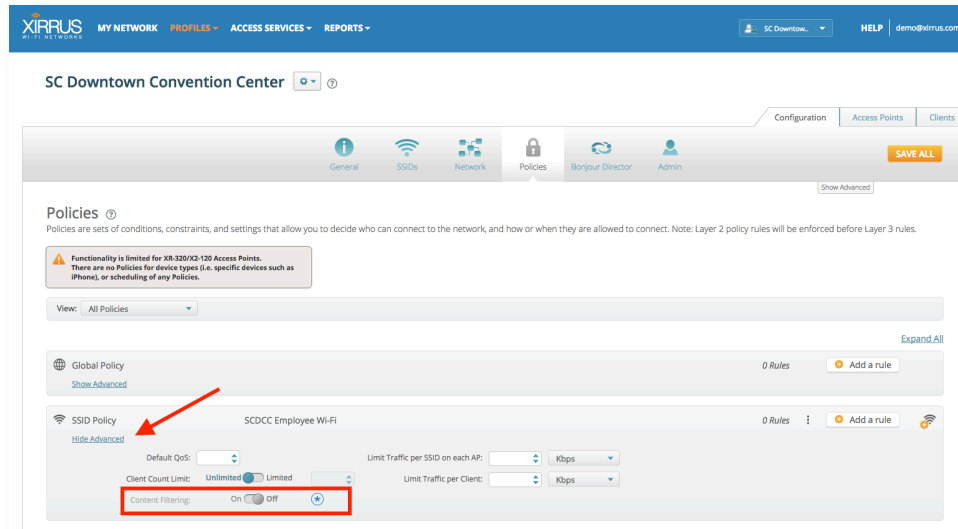 XIRRUS
WI-FI NETWORKS
MY NETWORK PROFILES ACCESS SERVICES REPORTS
SC Downtow.. HELP demo@xirrus.com
SC Downtown Convention Center
Configuration Access Points Clients
General SSIDs Network Policies Bonjour Director Admin
SAVE ALL
Show Advanced
Policies
Policies are sets of conditions, constraints, and settings that allow you to decide who can connect to the network, and how or when they are allowed to connect. Note: Layer 2 policy rules will be enforced before Layer 3 rules.
Functionality is limited for XR-320/X2-120 Access Points.
There are no Policies for device types (i.e. specific devices such as
iPhone), or scheduling of any Policies.
View: All Policies
Expand All
Global Policy 0 Rules Add a rule
Show Advanced
SSID Policy SCDCC Employee Wi-Fi 0 Rules Add a rule
Hide Advanced
Default QoS: Limit Traffic per SSID on each AP: Kbps
Client Count Limit: Unlimited Limited Limit Traffic per Client: Kbps
Content Filtering: On Off